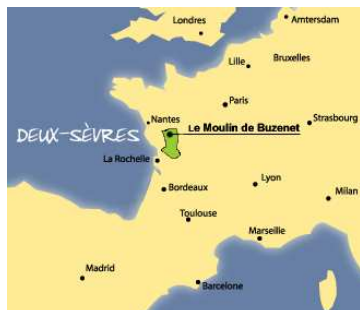 Londres
Amtersdam
Lille
Bruxelles
Paris
Nantes
Strasbourg
Le Moulin de Buzenet
DEUX-SÈVRES
La Rochelle
Lyon
Bordeaux
Milan
Toulouse
Marseille
Madrid
Barcelone